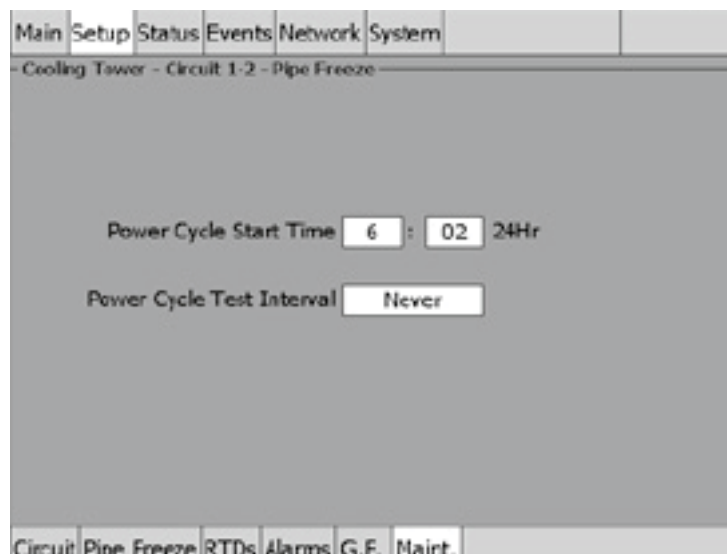 Main Setup Status Events Network System
Cooling Tower - Circuit 1-2 - Pipe Freeze
Power Cycle Start Time 6 : 02 24Hr
Power Cycle Test Interval Never
Circuit Pipe Freeze RTDs Alarms G.F. Maint.